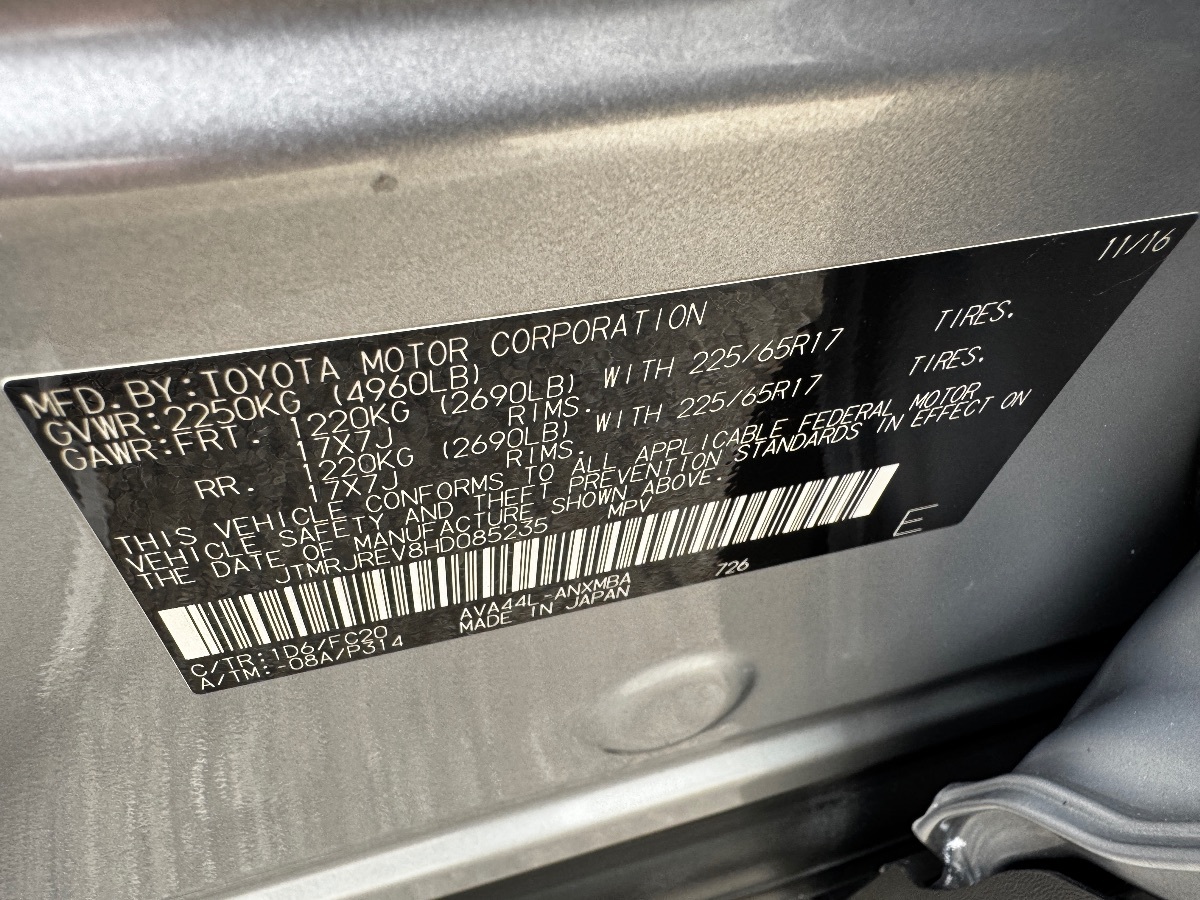 11/16
MFD.BY:TOYOTA MOTOR CORPORATION
GVWR:2250KG (4960LB)
GAWR:FRT. 1220KG (2690LB) WITH 225/65R17 TIRES.
17X7J RIMS.
RR. 1220KG (2690LB) WITH 225/65R17 TIRES.
17X7J RIMS.
THIS VEHICLE CONFORMS TO ALL APPLICABLE FEDERAL MOTOR
VEHICLE SAFETY AND THEFT PREVENTION STANDARDS IN EFFECT ON
THE DATE OF MANUFACTURE SHOWN ABOVE.
JTMRJREV8HD085235 MPV
E
C/TR:1D6/FC20 AVA44L-ANXMBA 726
A/TM:-08A/P314 MADE IN JAPAN